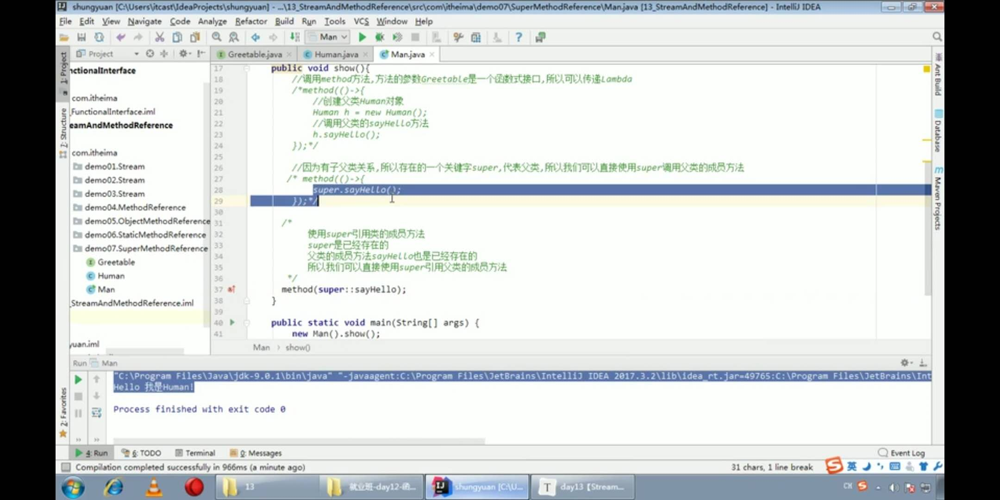 shungyuan [C:\Users\itcast\IdeaProjects\shungyuan] - ...\13_StreamAndMethodReference\src\com\itheima\demo07\SuperMethodReference\Man.java [13_StreamAndMethodReference] - IntelliJ IDEA
File Edit View Navigate Code Analyze Refactor Build Run Tools VCS Window Help
Man
Project
Greetable.java
Human.java
Man.java
1: Project
7: Structure
2: Favorites
Ant Build
Database
Maven Projects
nctionalInterface
com.itheima
_FunctionalInterface.iml
eamAndMethodReference
com.itheima
demo01.Stream
demo02.Stream
demo03.Stream
demo04.MethodReference
demo05.ObjectMethodReference
demo06.StaticMethodReference
demo07.SuperMethodReference
Greetable
Human
Man
_StreamAndMethodReference.iml
yuan.iml
17 public void show(){
18 //调用method方法,方法的参数Greetable是一个函数式接口,所以可以传递Lambda
19 /*method(()->{
20 //创建父类Human对象
21 Human h = new Human();
22 //调用父类的sayHello方法
23 h.sayHello();
24 });*/
25
26 //因为有子父类关系,所以存在的一个关键字super,代表父类,所以我们可以直接使用super调用父类的成员方法
27 /* method(()->{
28 super.sayHello();
29 });*/
30
31 /*
32 使用super引用类的成员方法
33 super是已经存在的
34 父类的成员方法sayHello也是已经存在的
35 所以我们可以直接使用super引用父类的成员方法
36 */
37 method(super::sayHello);
38 }
39
40 public static void main(String[] args) {
41 new Man().show();
Man › show()
Run Man
"C:\Program Files\Java\jdk-9.0.1\bin\java" "-javaagent:C:\Program Files\JetBrains\IntelliJ IDEA 2017.3.2\lib\idea_rt.jar=49765:C:\Program Files\JetBrains\Int
Hello 我是Human!
Process finished with exit code 0
4: Run 6: TODO Terminal 0: Messages Event Log
Compilation completed successfully in 966ms (a minute ago) 31 chars, 1 line break
英
13
就业班-day12-函...
shungyuan [C:\U...
day13【Stream...
CH